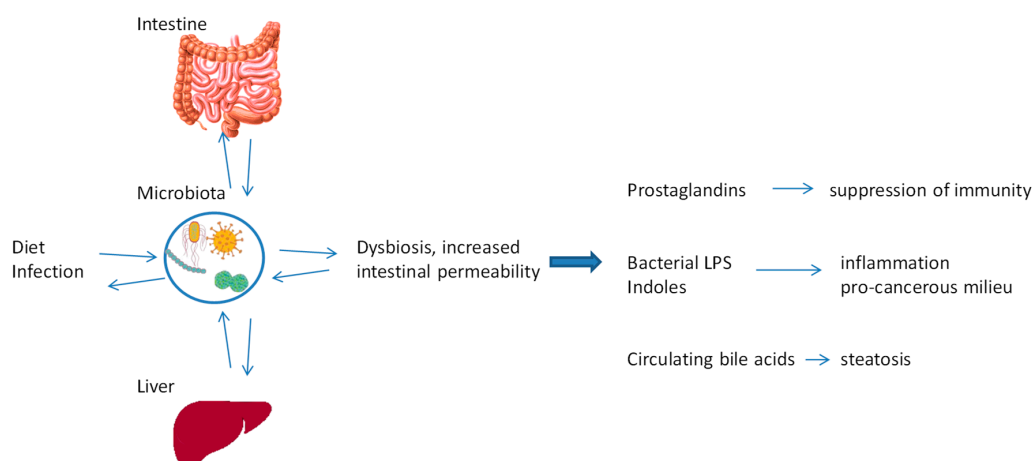 Intestine
Microbiota
Diet
Infection
Dysbiosis, increased
intestinal permeability
Liver
Prostaglandins
suppression of immunity
Bacterial LPS
Indoles
inflammation
pro-cancerous milieu
Circulating bile acids
steatosis